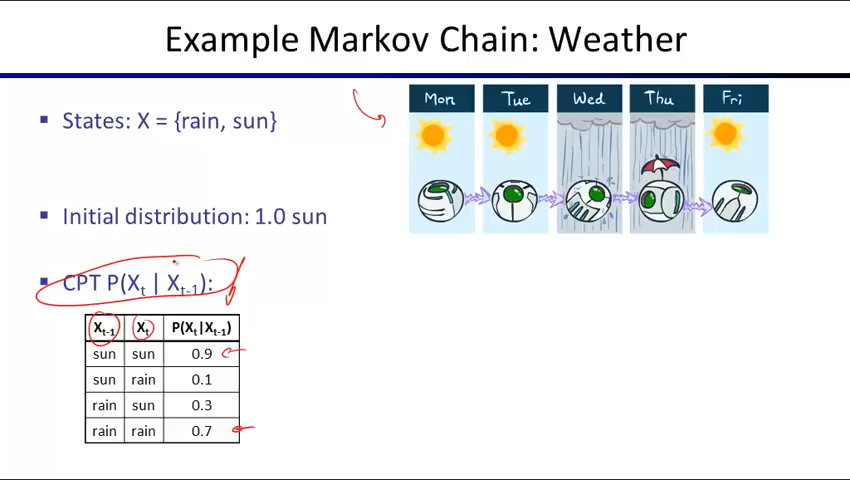 Example Markov Chain: Weather
▪ States: X = {rain, sun}
Mon Tue Wed Thu Fri
▪ Initial distribution: 1.0 sun
▪ CPT P(Xt | Xt-1):
Xt-1 Xt P(Xt|Xt-1)
sun sun 0.9
sun rain 0.1
rain sun 0.3
rain rain 0.7